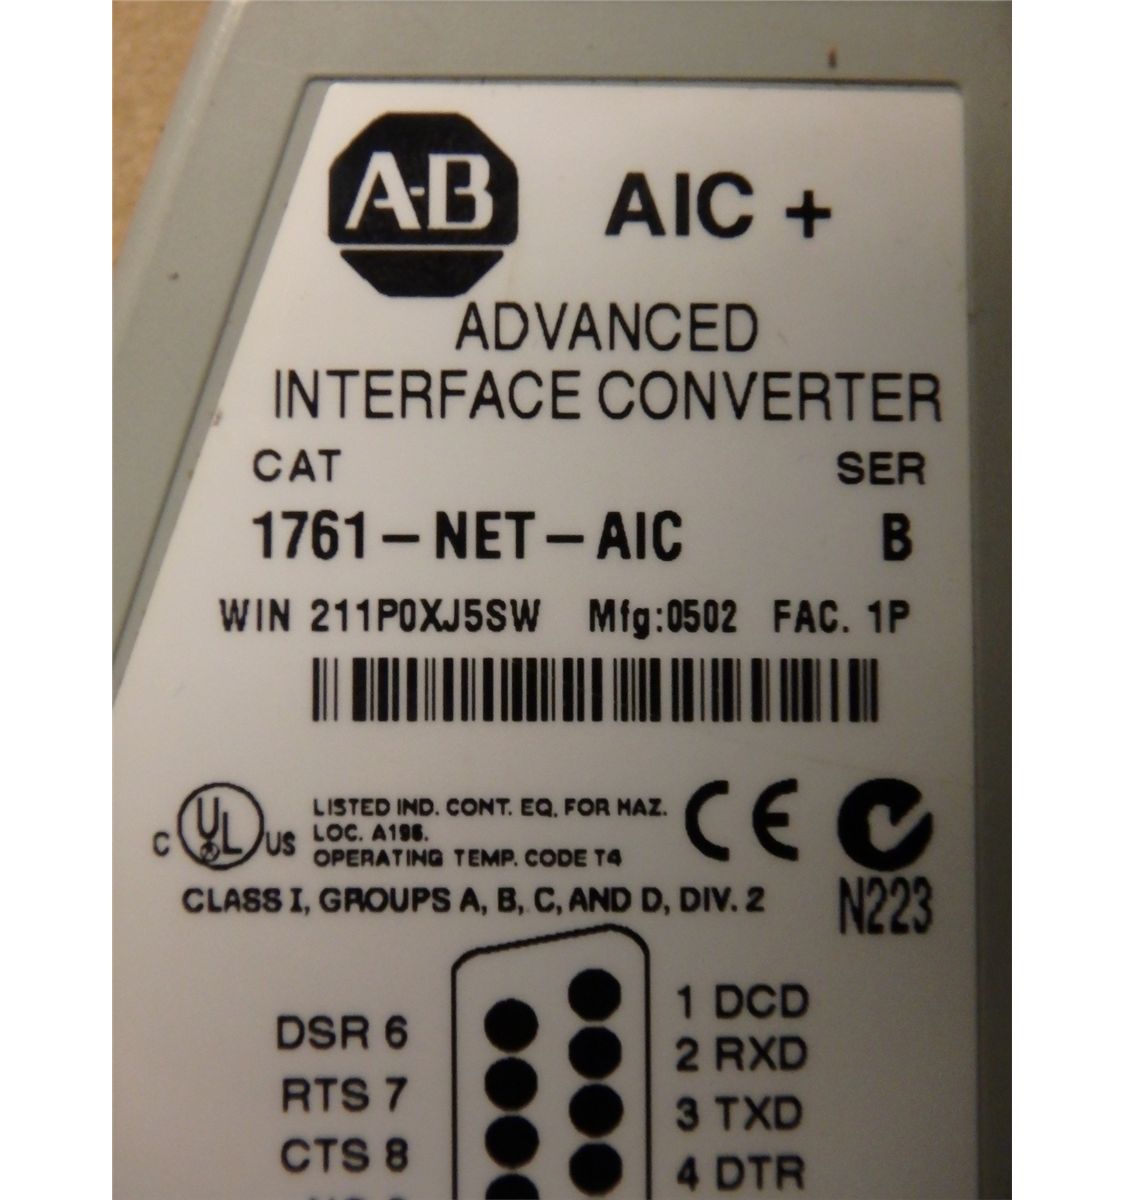 A-B AIC +
ADVANCED
INTERFACE CONVERTER
CAT SER
1761-NET-AIC B
WIN 211P0XJ5SW Mfg:0502 FAC. 1P
C UL US
LISTED IND. CONT. EQ. FOR HAZ.
LOC. A196.
OPERATING TEMP. CODE T4
CE
CLASS I, GROUPS A, B, C, AND D, DIV. 2
N223
1 DCD
DSR 6
2 RXD
RTS 7
3 TXD
CTS 8
4 DTR